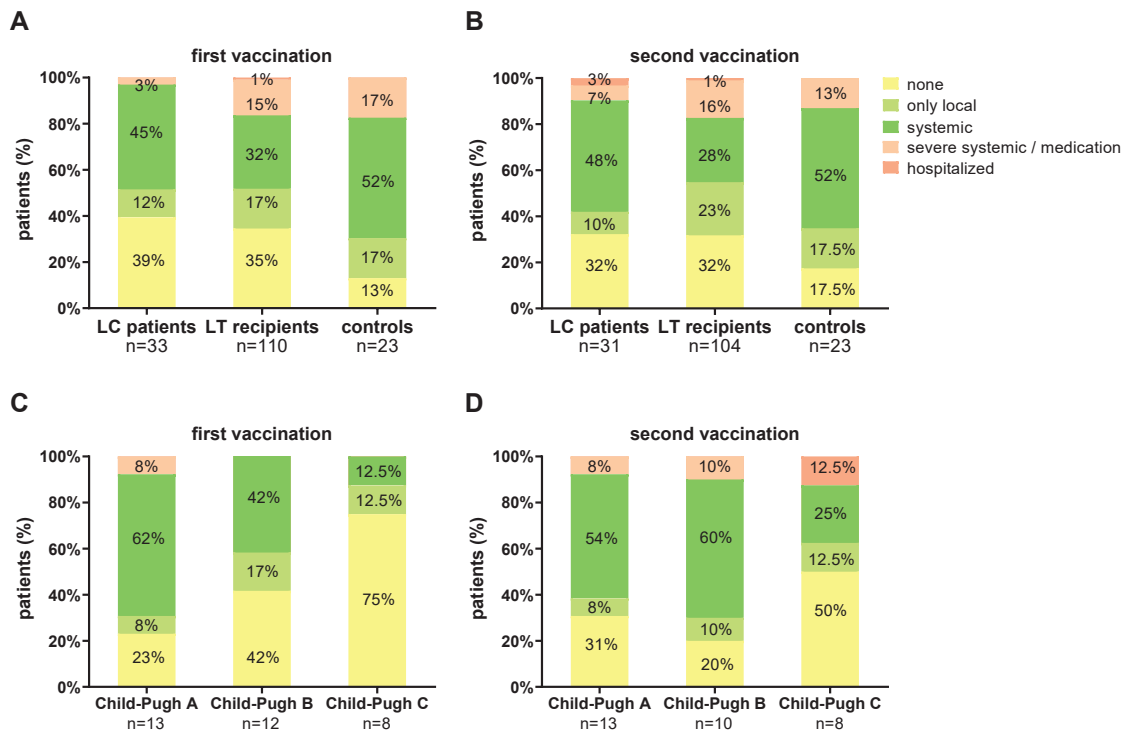 A
first vaccination
patients (%)
100%
80%
60%
40%
20%
0%
3%
45%
12%
39%
1%
15%
32%
17%
35%
17%
52%
17%
13%
LC patients LT recipients controls
n=33 n=110 n=23
B
second vaccination
patients (%)
100%
80%
60%
40%
20%
0%
3%
7%
48%
10%
32%
1%
16%
28%
23%
32%
13%
52%
17.5%
17.5%
LC patients LT recipients controls
n=31 n=104 n=23
none
only local
systemic
severe systemic / medication
hospitalized
C
first vaccination
patients (%)
100%
80%
60%
40%
20%
0%
8%
62%
8%
23%
42%
17%
42%
12.5%
12.5%
75%
Child-Pugh A Child-Pugh B Child-Pugh C
n=13 n=12 n=8
D
second vaccination
patients (%)
100%
80%
60%
40%
20%
0%
8%
54%
8%
31%
10%
60%
10%
20%
12.5%
25%
12.5%
50%
Child-Pugh A Child-Pugh B Child-Pugh C
n=13 n=10 n=8